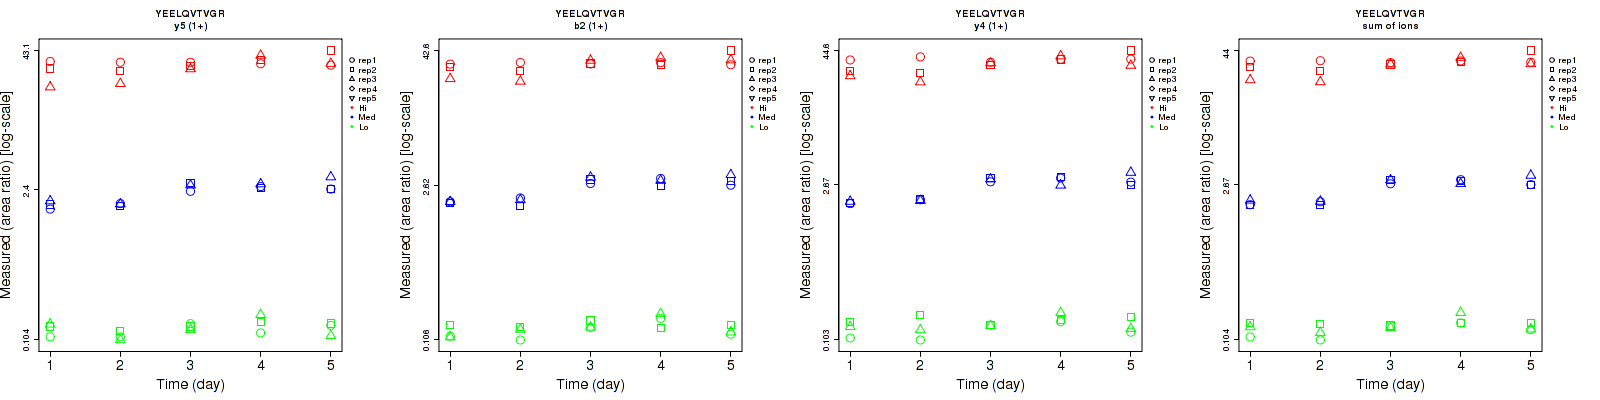 YEELQVTVGR
y5 (1+)
Measured (area ratio) [log-scale]
43.1
2.4
0.104
1 2 3 4 5
Time (day)
rep1
rep2
rep3
rep4
rep5
Hi
Med
Lo
YEELQVTVGR
b2 (1+)
Measured (area ratio) [log-scale]
42.6
2.62
0.106
1 2 3 4 5
Time (day)
rep1
rep2
rep3
rep4
rep5
Hi
Med
Lo
YEELQVTVGR
y4 (1+)
Measured (area ratio) [log-scale]
44.6
2.67
0.103
1 2 3 4 5
Time (day)
rep1
rep2
rep3
rep4
rep5
Hi
Med
Lo
YEELQVTVGR
sum of ions
Measured (area ratio) [log-scale]
44
2.67
0.104
1 2 3 4 5
Time (day)
rep1
rep2
rep3
rep4
rep5
Hi
Med
Lo